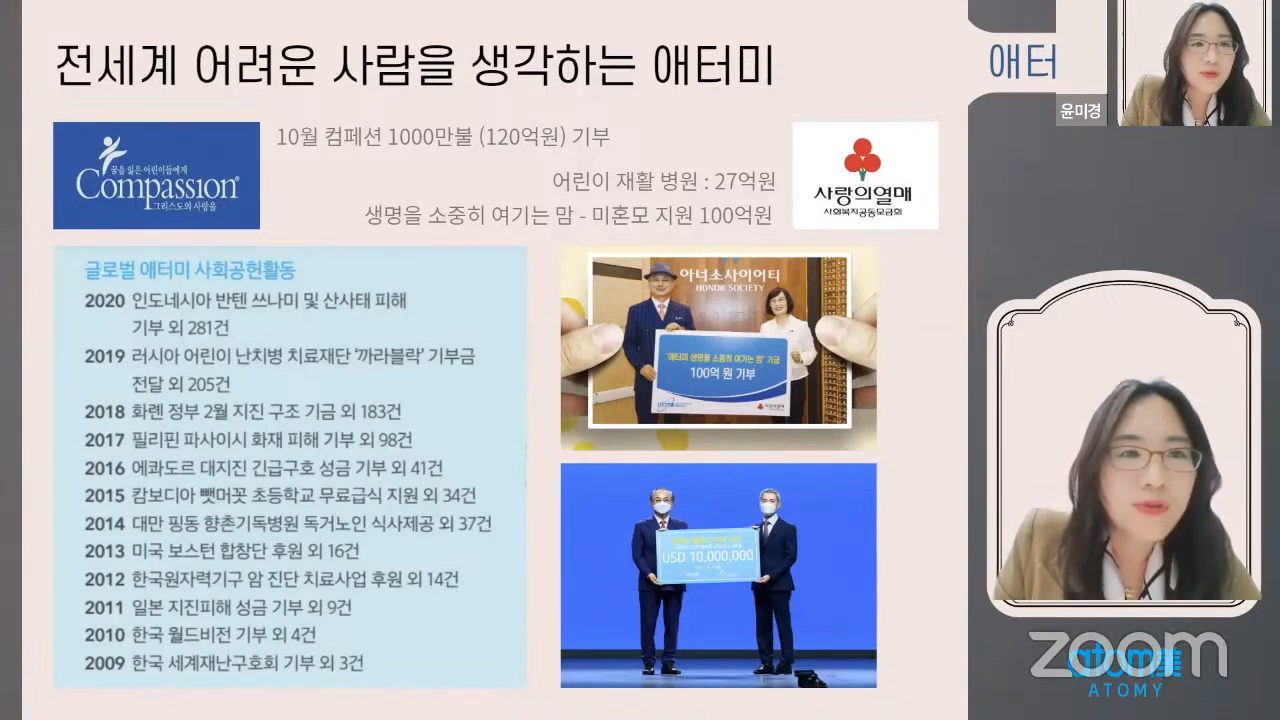 전세계 어려운 사람을 생각하는 애터미
애터
윤미경
꿈을 잃은 어린이들에게
Compassion®
그리스도의 사랑을
10월 컴페션 1000만불 (120억원) 기부
어린이 재활 병원 : 27억원
생명을 소중히 여기는 맘 - 미혼모 지원 100억원
사랑의열매
사회복지공동모금회
글로벌 애터미 사회공헌활동
2020 인도네시아 반텐 쓰나미 및 산사태 피해
기부 외 281건
2019 러시아 어린이 난치병 치료재단 ‘까라블락’ 기부금
전달 외 205건
2018 화롄 정부 2월 지진 구조 기금 외 183건
2017 필리핀 파사이시 화재 피해 기부 외 98건
2016 에콰도르 대지진 긴급구호 성금 기부 외 41건
2015 캄보디아 뺏머꼿 초등학교 무료급식 지원 외 34건
2014 대만 핑동 향촌기독병원 독거노인 식사제공 외 37건
2013 미국 보스턴 합창단 후원 외 16건
2012 한국원자력기구 암 진단 치료사업 후원 외 14건
2011 일본 지진피해 성금 기부 외 9건
2010 한국 월드비전 기부 외 4건
2009 한국 세계재난구호회 기부 외 3건
아너소사이어티
HONOR SOCIETY
‘애터미 생명을 소중히 여기는 맘’ 기금
100억 원 기부
사랑의열매
USD 10,000,000
zoom
atom美
ATOMY